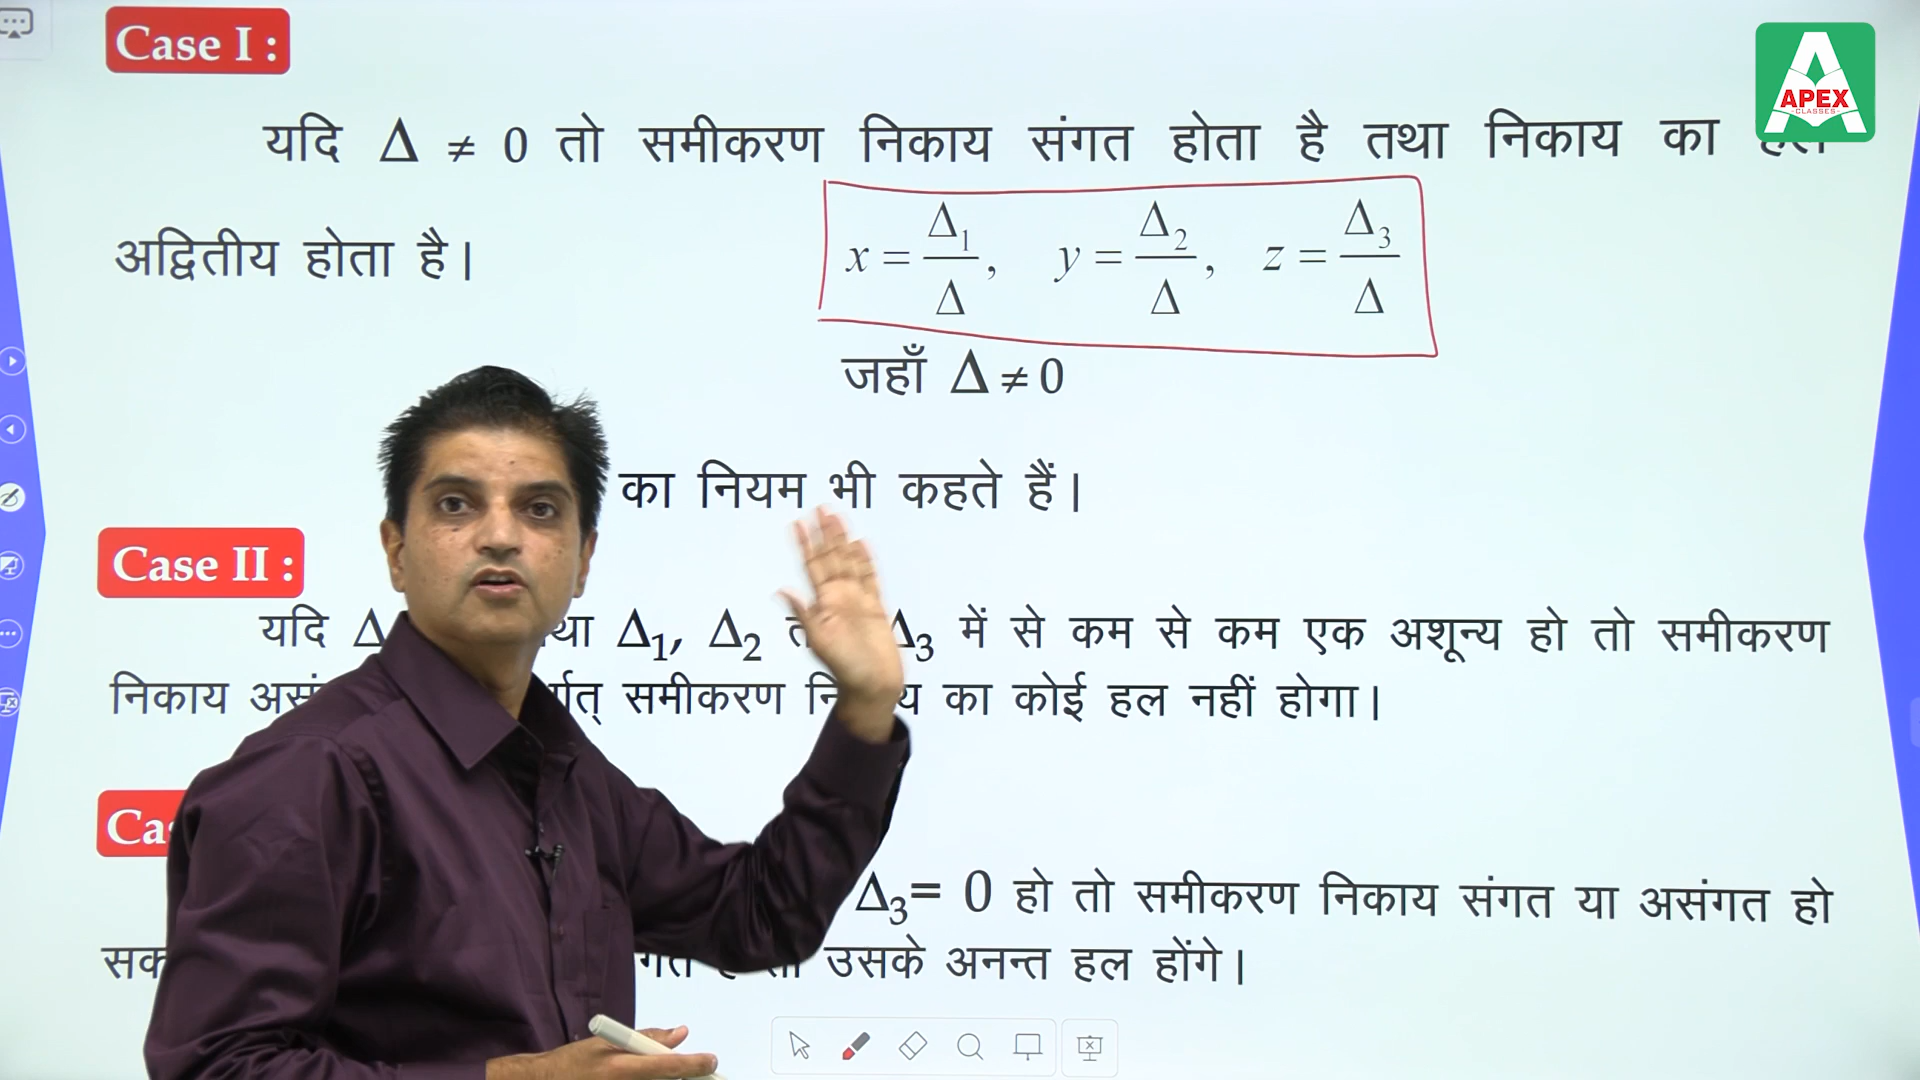 Case I :
APEX
CLASSES
यदि Δ ≠ 0 तो समीकरण निकाय संगत होता है तथा निकाय का
अद्वितीय होता है।
x = Δ1/Δ, y = Δ2/Δ, z = Δ3/Δ
जहाँ Δ ≠ 0
का नियम भी कहते हैं।
Case II :
यदि Δ Δ1, Δ2 Δ3 में से कम से कम एक अशून्य हो तो समीकरण
निकाय समीकरण का कोई हल नहीं होगा।
Δ3= 0 हो तो समीकरण निकाय संगत या असंगत हो
उसके अनन्त हल होंगे।